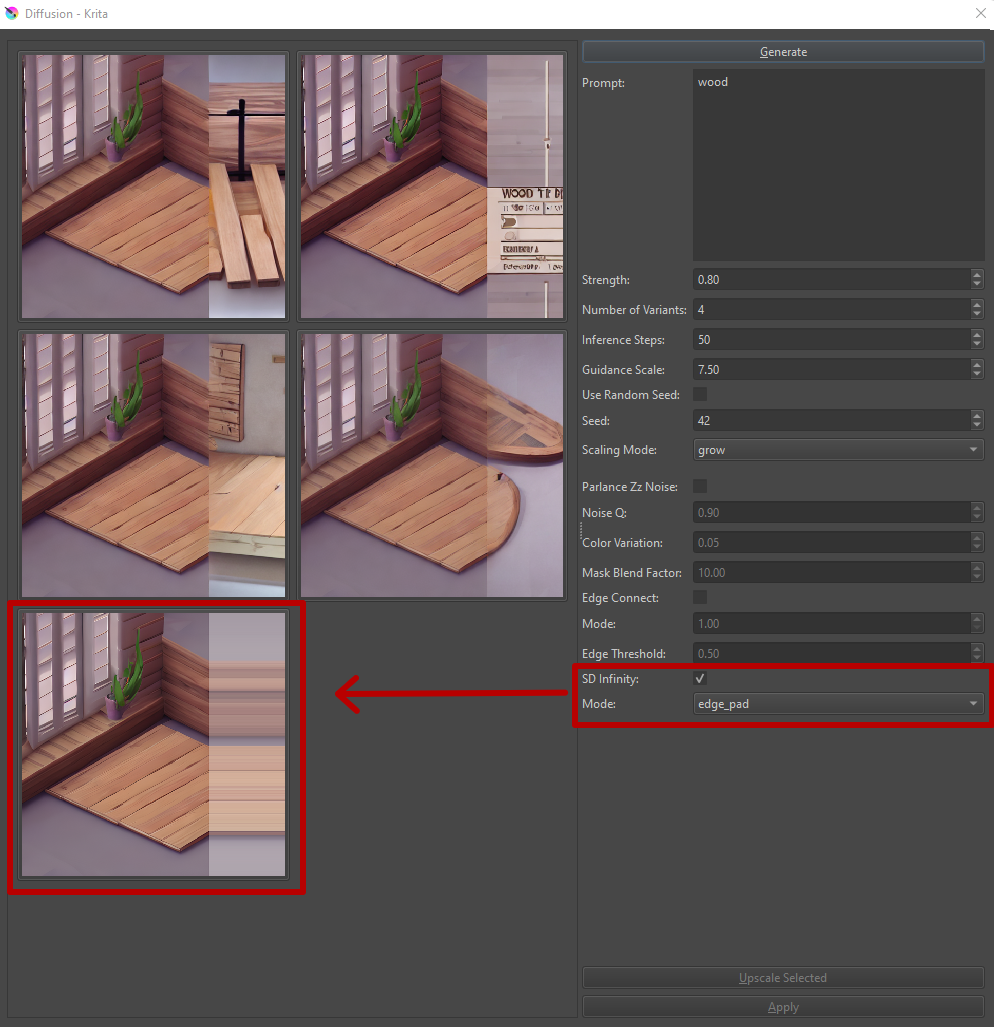 Diffusion - Krita
Generate
Prompt:
wood
Strength:
0.80
Number of Variants:
4
Inference Steps:
50
Guidance Scale:
7.50
Use Random Seed:
Seed:
42
Scaling Mode:
grow
Parlance Zz Noise:
Noise Q:
0.90
Color Variation:
0.05
Mask Blend Factor:
10.00
Edge Connect:
Mode:
1.00
Edge Threshold:
0.50
SD Infinity:
Mode:
edge_pad
Upscale Selected
Apply
WOOD